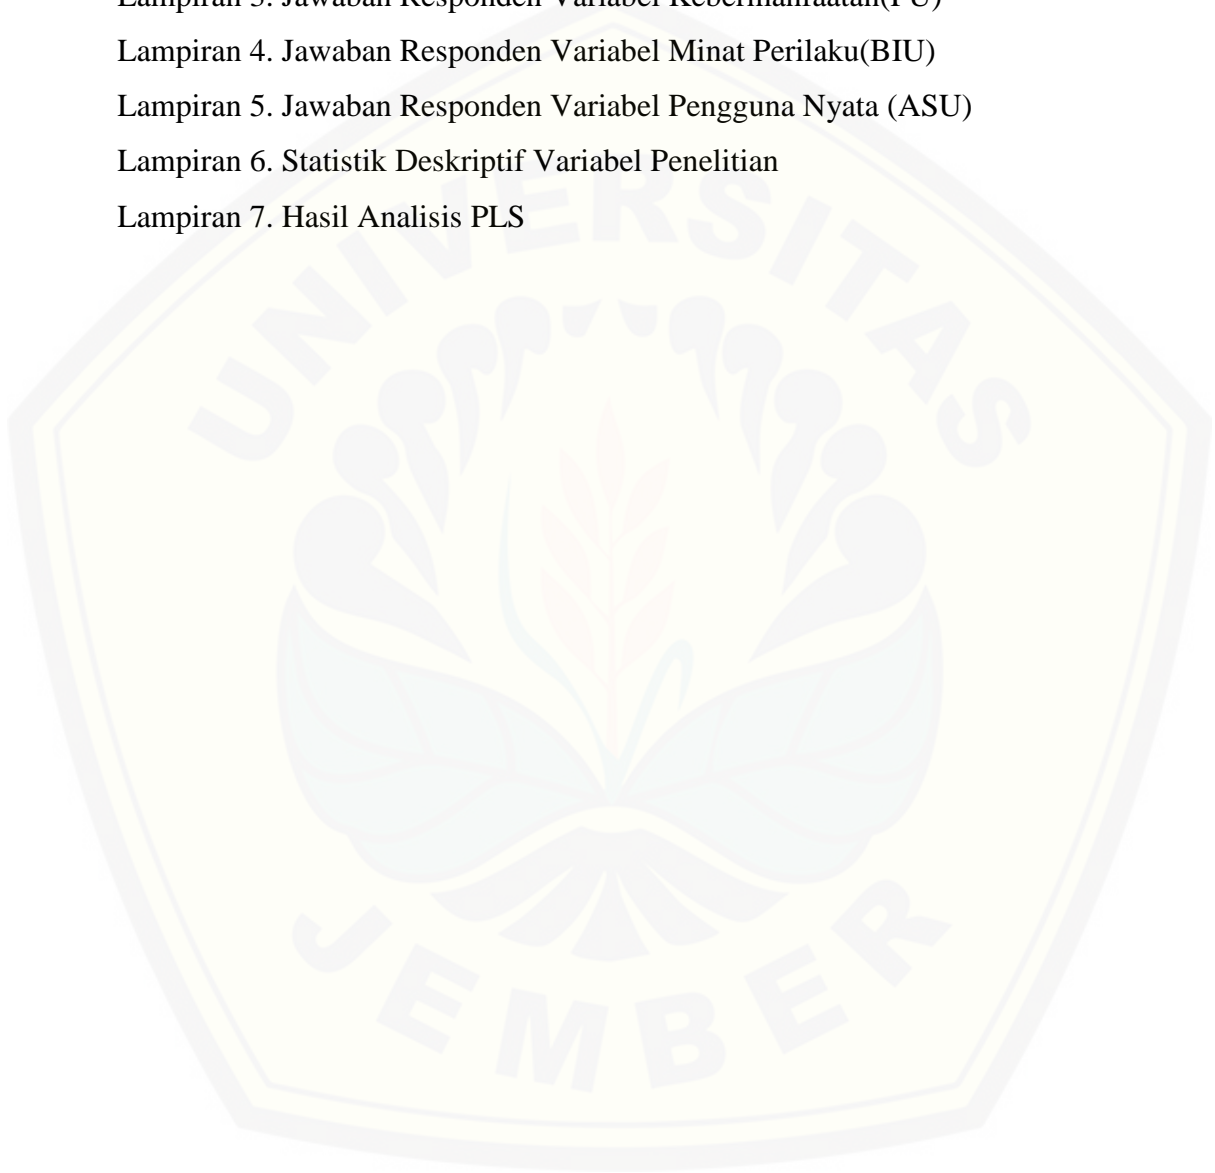 Lampiran 3. Jawaban Responden Variabel Kebermanfaatan(PU)
Lampiran 4. Jawaban Responden Variabel Minat Perilaku(BIU)
Lampiran 5. Jawaban Responden Variabel Pengguna Nyata (ASU)
Lampiran 6. Statistik Deskriptif Variabel Penelitian
Lampiran 7. Hasil Analisis PLS
UNIVERSITAS
JEMBER